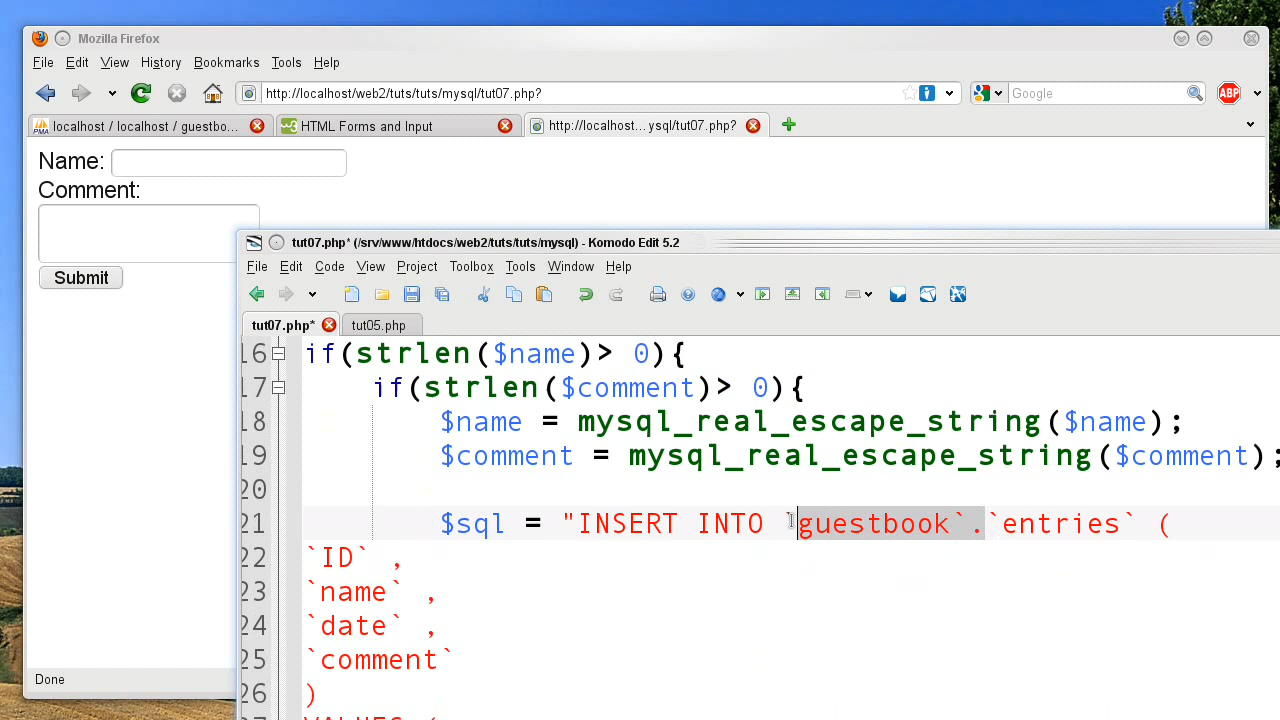 Mozilla Firefox
File Edit View History Bookmarks Tools Help
http://localhost/web2/tuts/tuts/mysql/tut07.php? Google ABP
PMA localhost / localhost / guestbo... HTML Forms and Input http://localhost...ysql/tut07.php?
Name:
Comment:
Submit
Done
tut07.php* (/srv/www/htdocs/web2/tuts/tuts/mysql) - Komodo Edit 5.2
File Edit Code View Project Toolbox Tools Window Help
tut07.php* tut05.php
16 if(strlen($name)> 0){
17 if(strlen($comment)> 0){
18 $name = mysql_real_escape_string($name);
19 $comment = mysql_real_escape_string($comment);
20
21 $sql = "INSERT INTO `guestbook`.`entries` (
22 `ID` ,
23 `name` ,
24 `date` ,
25 `comment`
26 )
27 VALUES (